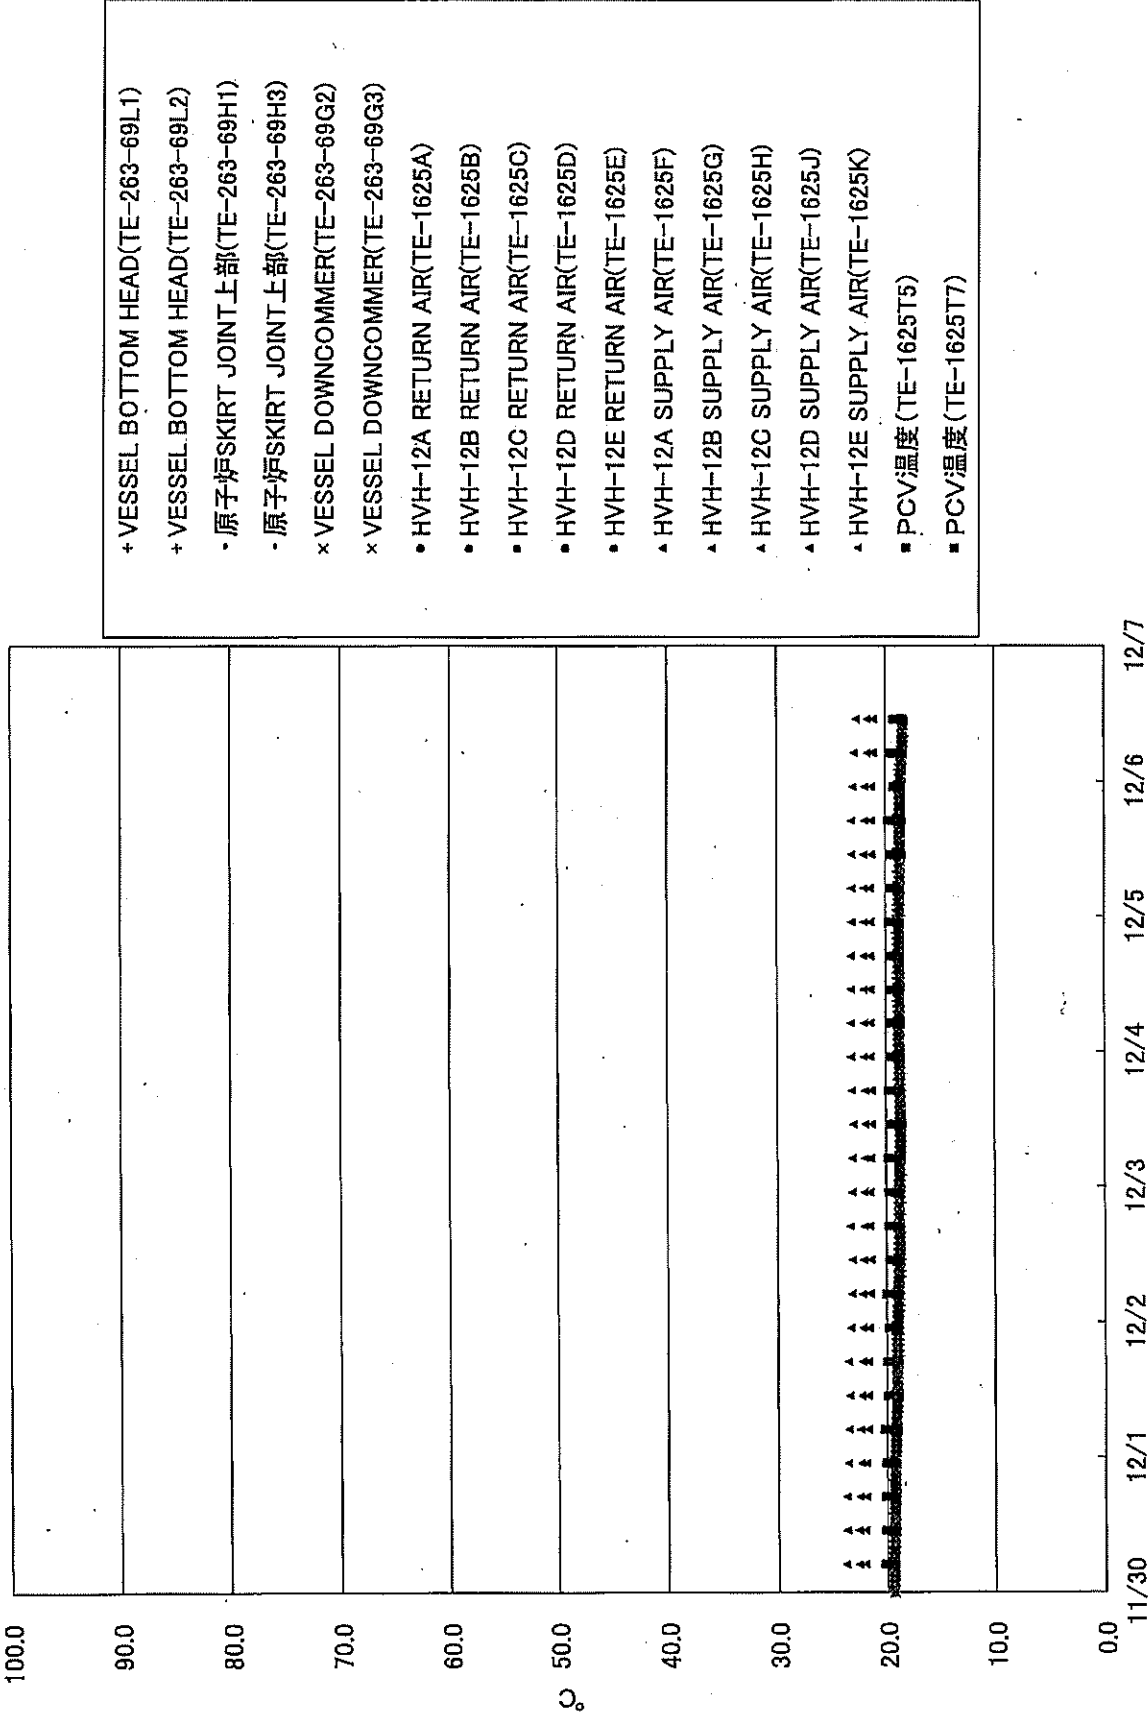 100.0
90.0
80.0
70.0
60.0
50.0
40.0
30.0
20.0
10.0
0.0
℃
11/30 12/1 12/2 12/3 12/4 12/5 12/6 12/7
+ VESSEL BOTTOM HEAD(TE-263-69L1)
+ VESSEL BOTTOM HEAD(TE-263-69L2)
・原子炉SKIRT JOINT上部(TE-263-69H1)
・原子炉SKIRT JOINT上部(TE-263-69H3)
× VESSEL DOWNCOMMER(TE-263-69G2)
× VESSEL DOWNCOMMER(TE-263-69G3)
● HVH-12A RETURN AIR(TE-1625A)
● HVH-12B RETURN AIR(TE-1625B)
● HVH-12C RETURN AIR(TE-1625C)
● HVH-12D RETURN AIR(TE-1625D)
● HVH-12E RETURN AIR(TE-1625E)
▲ HVH-12A SUPPLY AIR(TE-1625F)
▲ HVH-12B SUPPLY AIR(TE-1625G)
▲ HVH-12C SUPPLY AIR(TE-1625H)
▲ HVH-12D SUPPLY AIR(TE-1625J)
▲ HVH-12E SUPPLY AIR(TE-1625K)
■ PCV温度(TE-1625T5)
■ PCV温度(TE-1625T7)